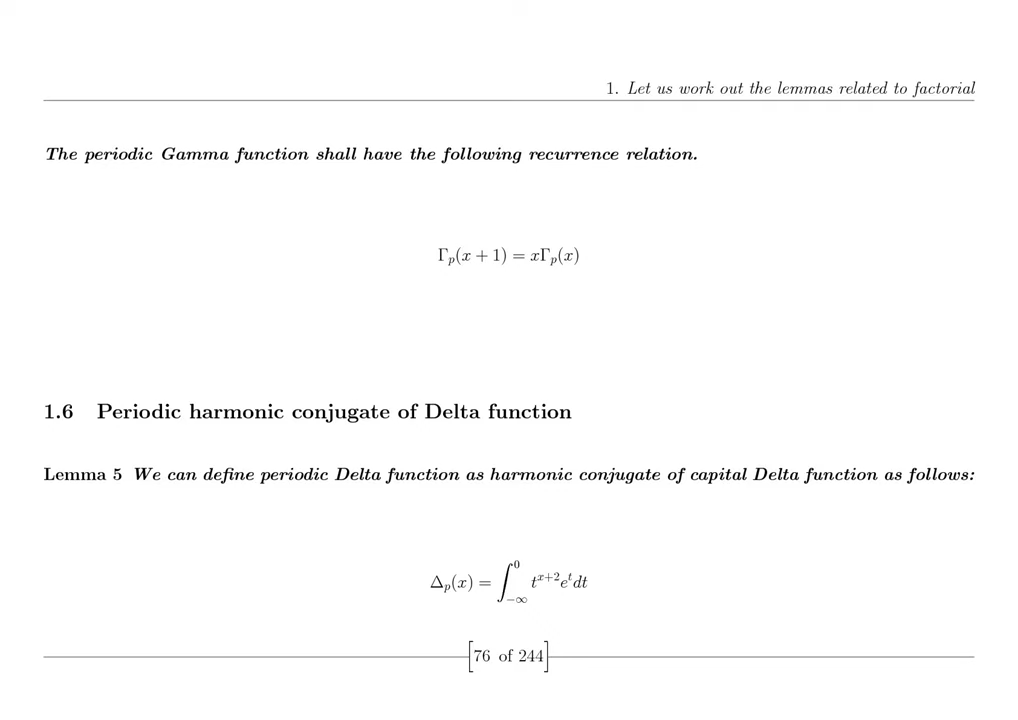 1. Let us work out the lemmas related to factorial
The periodic Gamma function shall have the following recurrence relation.
Γₚ(x + 1) = xΓₚ(x)
1.6 Periodic harmonic conjugate of Delta function
Lemma 5 We can define periodic Delta function as harmonic conjugate of capital Delta function as follows:
Δₚ(x) = ∫_{-∞}^{0} t^{x+2}e^{t}dt
[76 of 244]